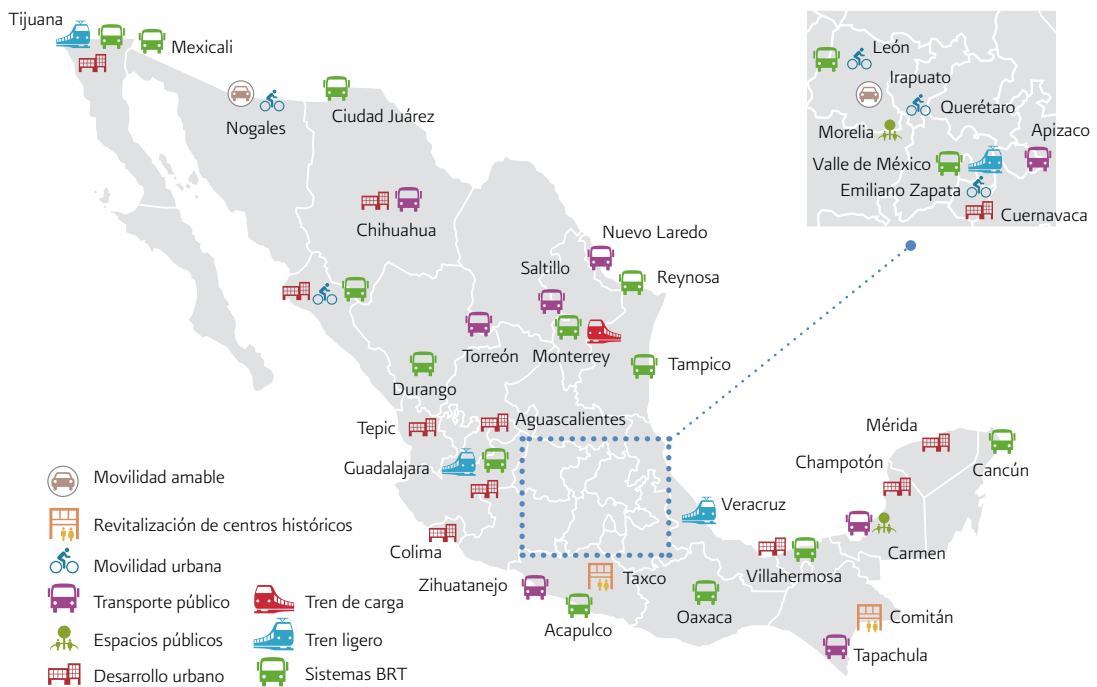 Tijuana
Mexicali
Nogales
Ciudad Juárez
Chihuahua
Nuevo Laredo
Saltillo
Reynosa
Torreón
Monterrey
Tampico
Durango
Tepic
Aguascalientes
Guadalajara
Colima
Zihuatanejo
Taxco
Acapulco
Oaxaca
Veracruz
Villahermosa
Mérida
Champotón
Cancún
Carmen
Comitán
Tapachula
León
Irapuato
Querétaro
Morelia
Apizaco
Valle de México
Emiliano Zapata
Cuernavaca
Movilidad amable
Revitalización de centros históricos
Movilidad urbana
Transporte público
Espacios públicos
Desarrollo urbano
Tren de carga
Tren ligero
Sistemas BRT